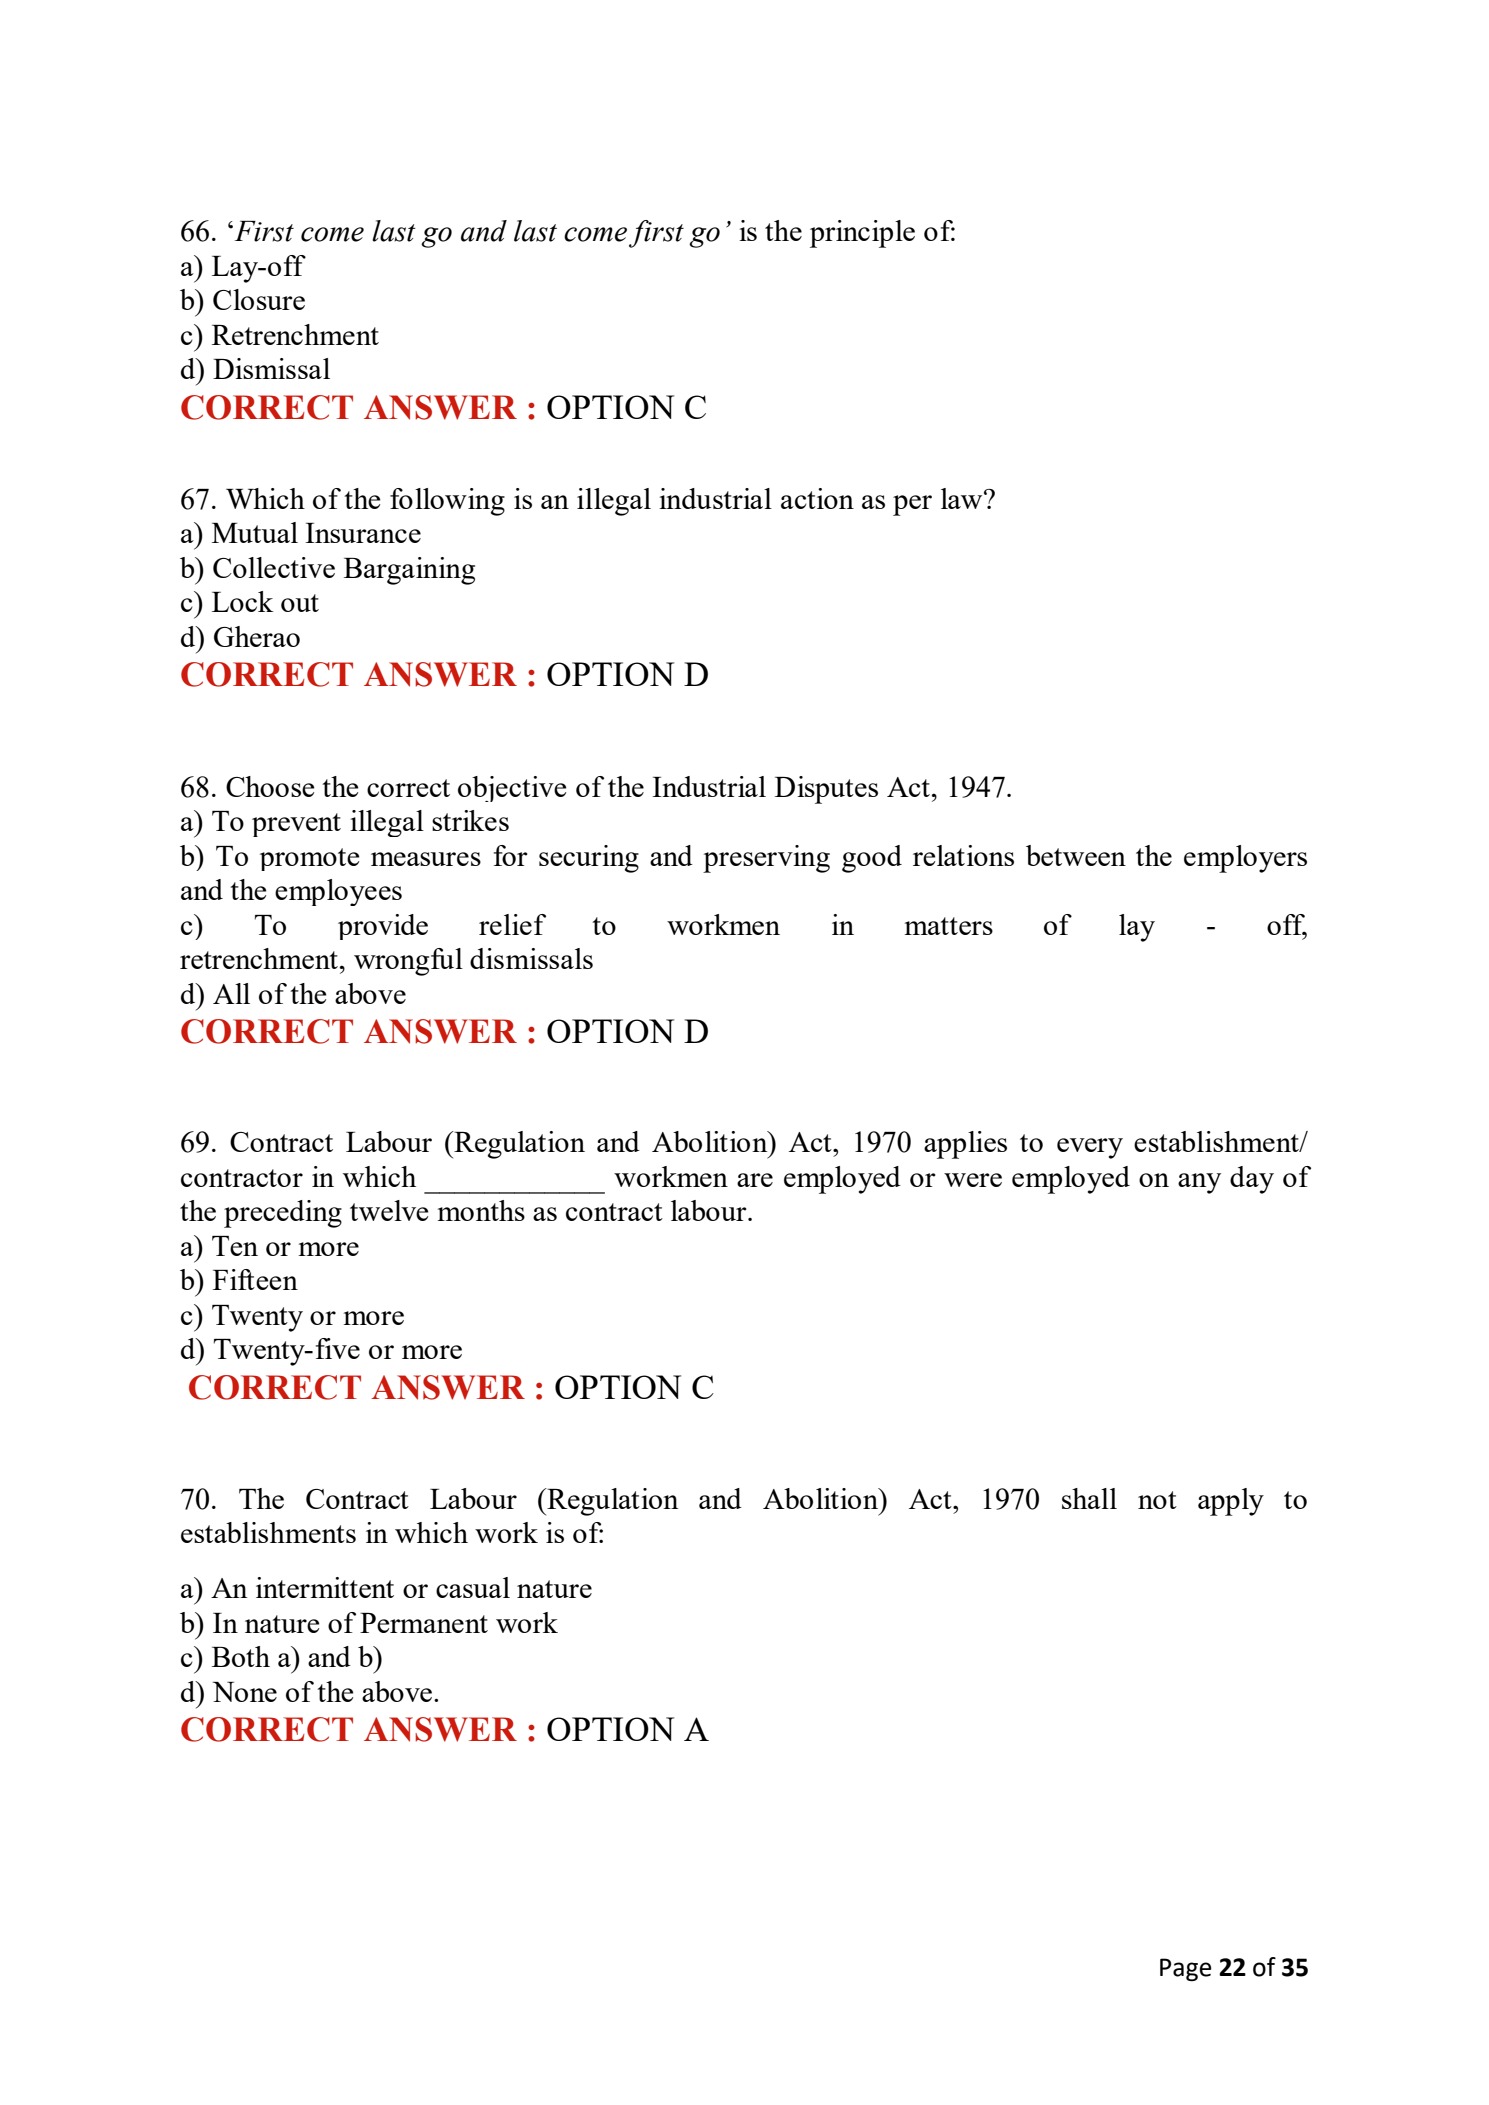 66. ‘First come last go and last come first go’ is the principle of:
a) Lay-off
b) Closure
c) Retrenchment
d) Dismissal
CORRECT ANSWER : OPTION C
67. Which of the following is an illegal industrial action as per law?
a) Mutual Insurance
b) Collective Bargaining
c) Lock out
d) Gherao
CORRECT ANSWER : OPTION D
68. Choose the correct objective of the Industrial Disputes Act, 1947.
a) To prevent illegal strikes
b) To promote measures for securing and preserving good relations between the employers
and the employees
c) To provide relief to workmen in matters of lay - off,
retrenchment, wrongful dismissals
d) All of the above
CORRECT ANSWER : OPTION D
69. Contract Labour (Regulation and Abolition) Act, 1970 applies to every establishment/
contractor in which ____________ workmen are employed or were employed on any day of
the preceding twelve months as contract labour.
a) Ten or more
b) Fifteen
c) Twenty or more
d) Twenty-five or more
CORRECT ANSWER : OPTION C
70. The Contract Labour (Regulation and Abolition) Act, 1970 shall not apply to
establishments in which work is of:
a) An intermittent or casual nature
b) In nature of Permanent work
c) Both a) and b)
d) None of the above.
CORRECT ANSWER : OPTION A
Page 22 of 35